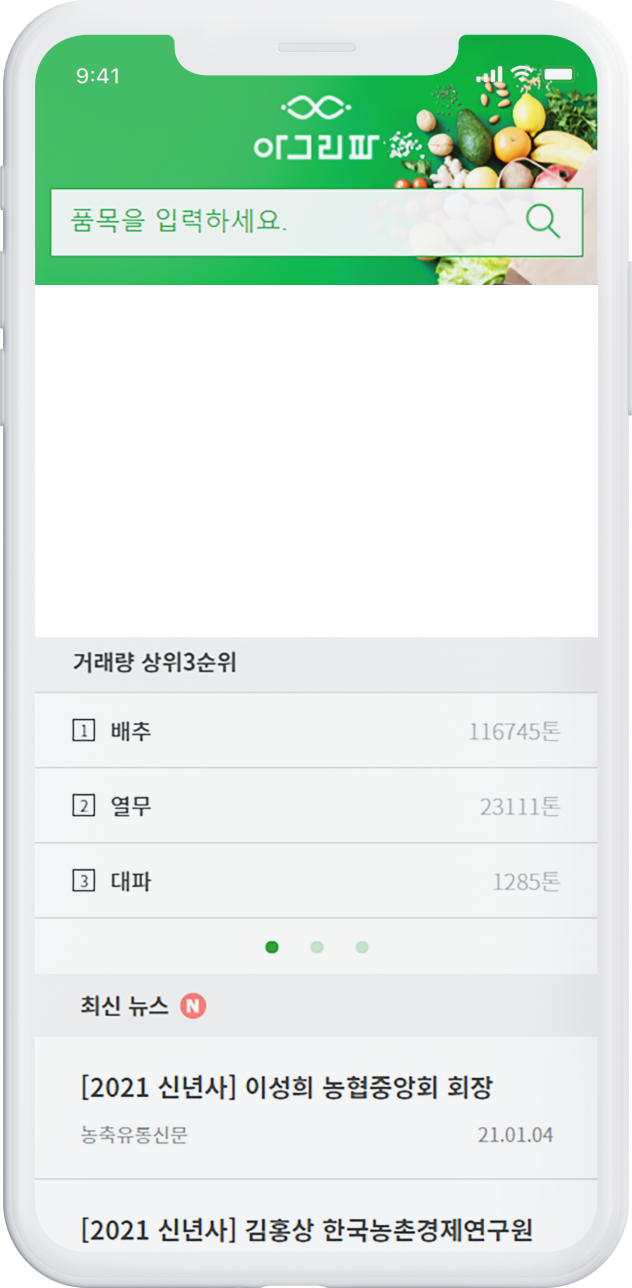 9:41
아그리파
품목을 입력하세요.
거래량 상위3순위
1 배추 116745톤
2 열무 23111톤
3 대파 1285톤
최신 뉴스 N
[2021 신년사] 이성희 농협중앙회 회장
농축유통신문 21.01.04
[2021 신년사] 김홍상 한국농촌경제연구원